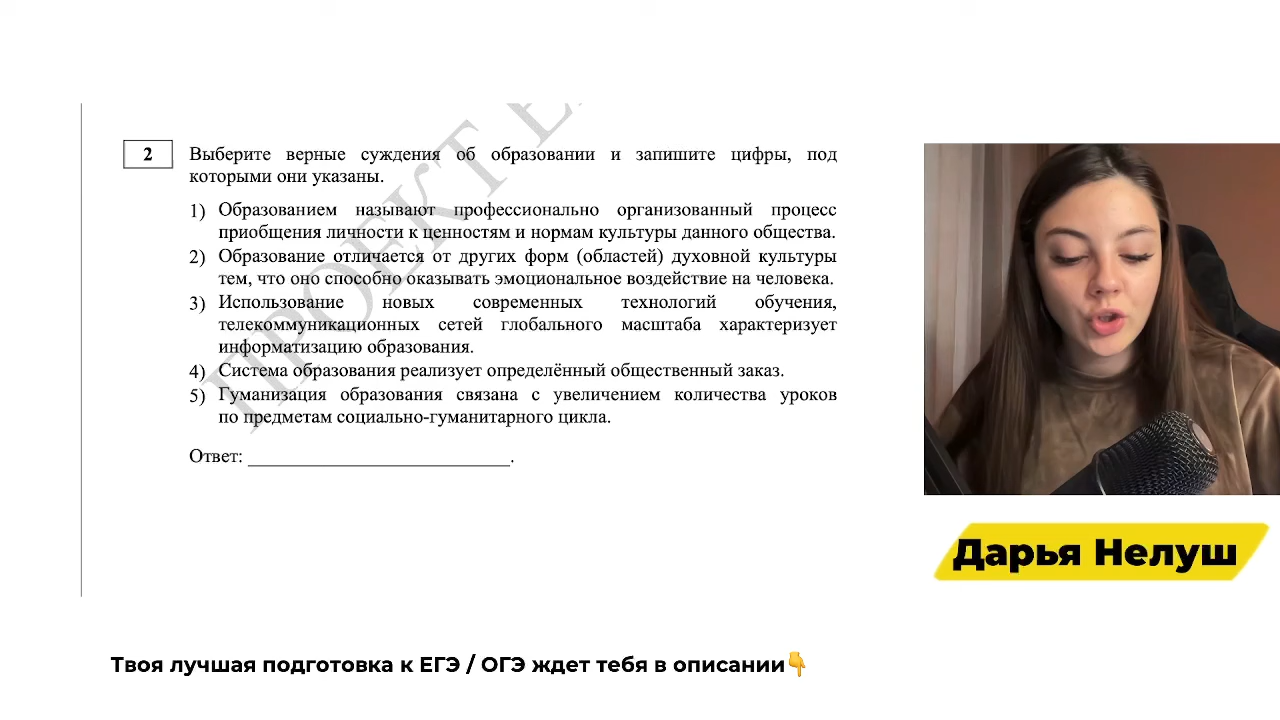 ПРОЕКТ Е
2 Выберите верные суждения об образовании и запишите цифры, под
которыми они указаны.
1) Образованием называют профессионально организованный процесс
приобщения личности к ценностям и нормам культуры данного общества.
2) Образование отличается от других форм (областей) духовной культуры
тем, что оно способно оказывать эмоциональное воздействие на человека.
3) Использование новых современных технологий обучения,
телекоммуникационных сетей глобального масштаба характеризует
информатизацию образования.
4) Система образования реализует определённый общественный заказ.
5) Гуманизация образования связана с увеличением количества уроков
по предметам социально-гуманитарного цикла.
Ответ: ____________________________.
Дарья Нелуш
Твоя лучшая подготовка к ЕГЭ / ОГЭ ждет тебя в описании👇